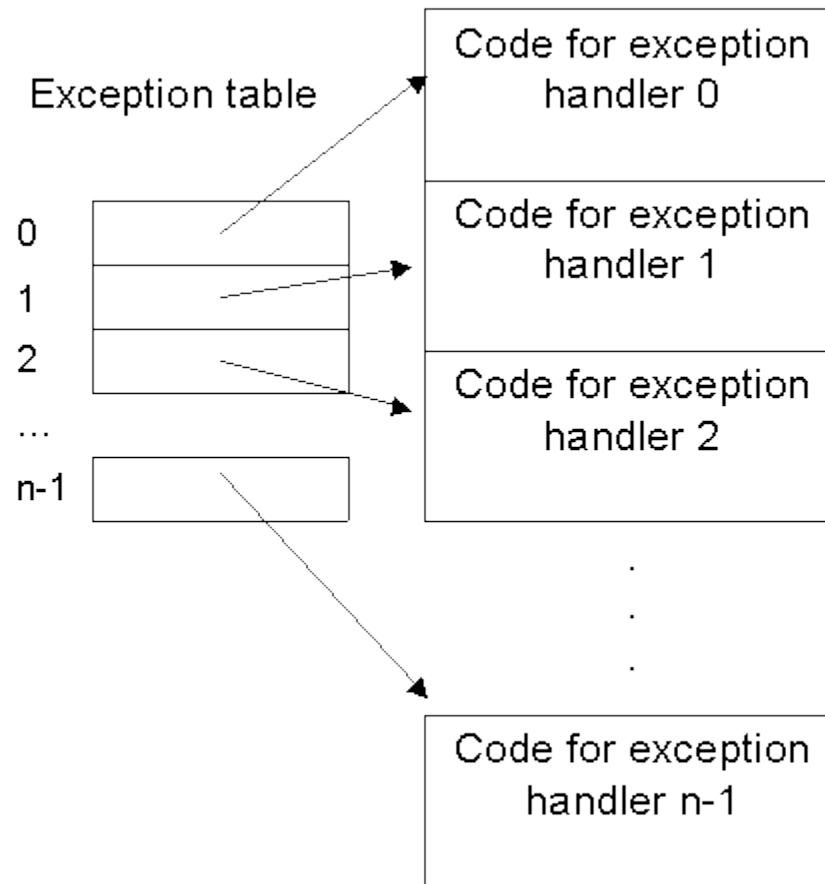 Exception table
0
1
2
...
n-1
Code for exception
handler 0
Code for exception
handler 1
Code for exception
handler 2
.
.
.
Code for exception
handler n-1